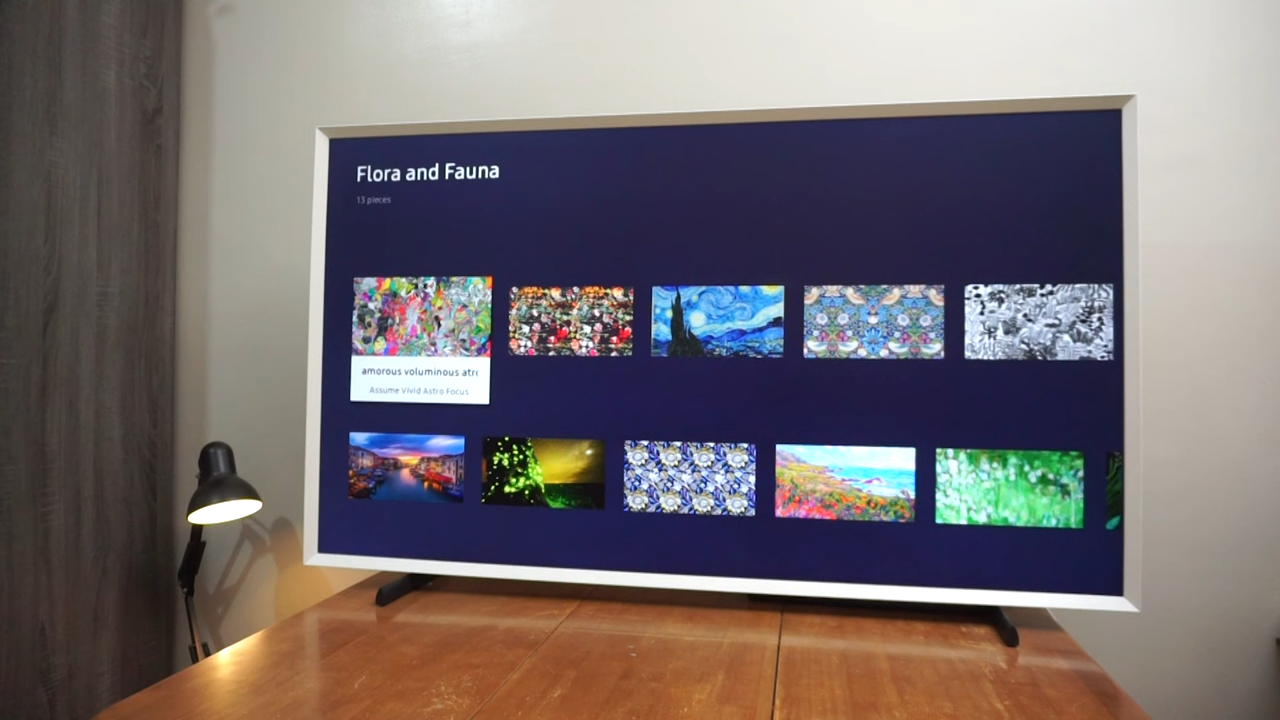 Flora and Fauna
13 pieces
amorous voluminous atr
Assume Vivid Astro Focus